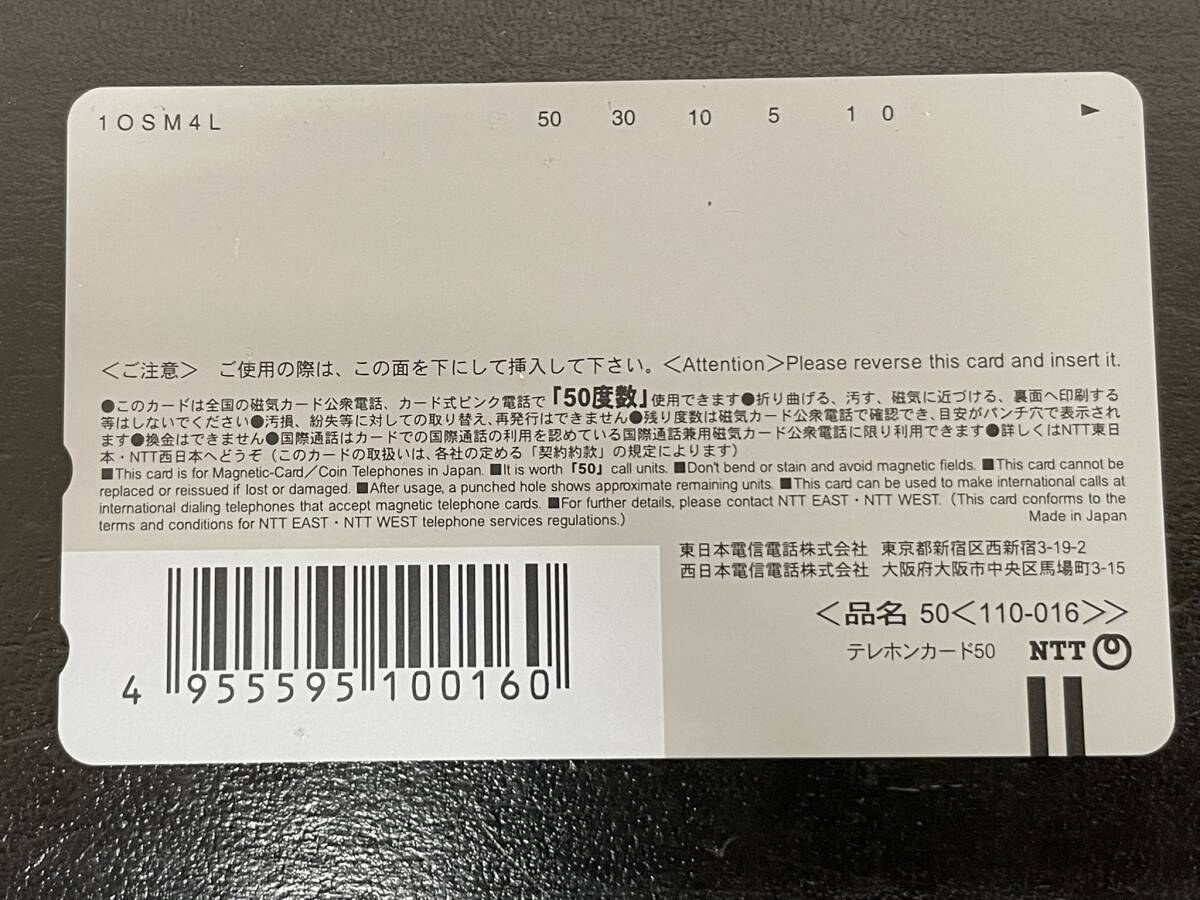 1OSM4L 50 30 10 5 1 0
＜ご注意＞ ご使用の際は、この面を下にして挿入して下さい。＜Attention＞Please reverse this card and insert it.
●このカードは全国の磁気カード公衆電話、カード式ピンク電話で「50度数」使用できます●折り曲げる、汚す、磁気に近づける、裏面へ印刷する
等はしないでください●汚損、紛失等に対しての取り替え、再発行はできません●残り度数は磁気カード公衆電話で確認でき、目安がパンチ穴で表示され
ます●換金はできません●国際通話はカードでの国際通話の利用を認めている国際通話兼用磁気カード公衆電話に限り利用できます●詳しくはNTT東日
本・NTT西日本へどうぞ（このカードの取扱いは、各社の定める「契約約款」の規定によります）
■This card is for Magnetic-Card／Coin Telephones in Japan. ■It is worth「50」call units. ■Don't bend or stain and avoid magnetic fields. ■This card cannot be
replaced or reissued if lost or damaged. ■After usage, a punched hole shows approximate remaining units. ■This card can be used to make international calls at
international dialing telephones that accept magnetic telephone cards. ■For further details, please contact NTT EAST・NTT WEST.（This card conforms to the
terms and conditions for NTT EAST・NTT WEST telephone services regulations.） Made in Japan
東日本電信電話株式会社 東京都新宿区西新宿3-19-2
西日本電信電話株式会社 大阪府大阪市中央区馬場町3-15
＜品名 50＜110-016＞＞
テレホンカード50 NTT
4 955595 100160